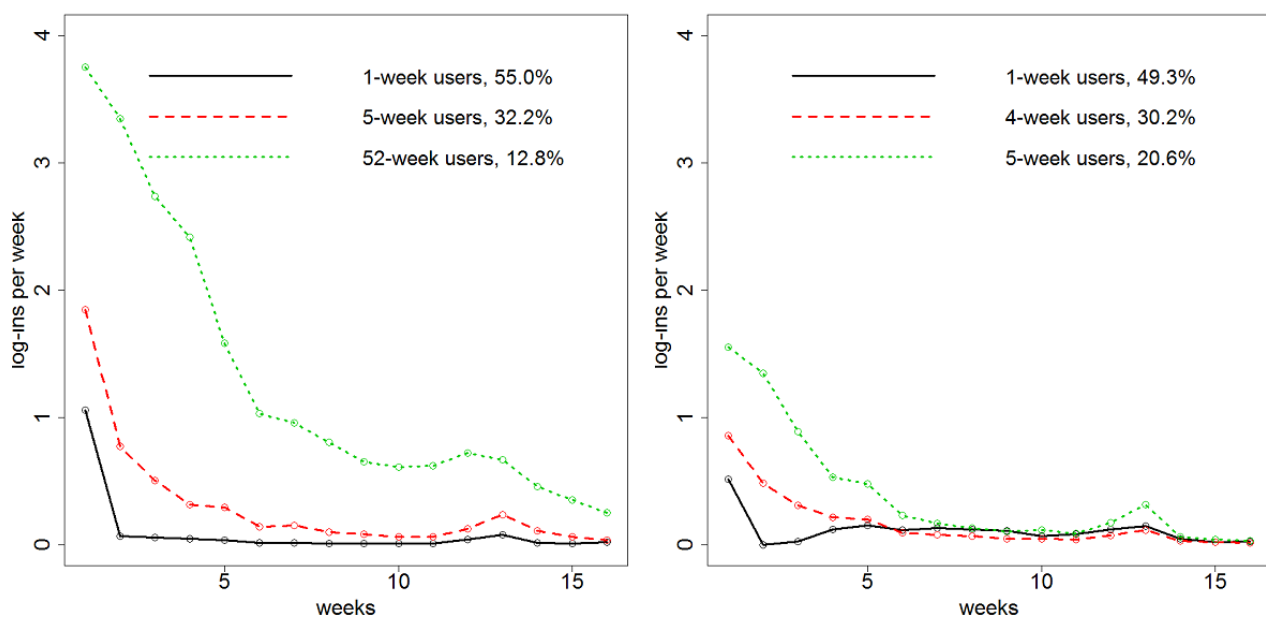 4
3
2
1
0
log-ins per week
1-week users, 55.0%
5-week users, 32.2%
52-week users, 12.8%
5
10
15
weeks
4
3
2
1
0
log-ins per week
1-week users, 49.3%
4-week users, 30.2%
5-week users, 20.6%
5
10
15
weeks